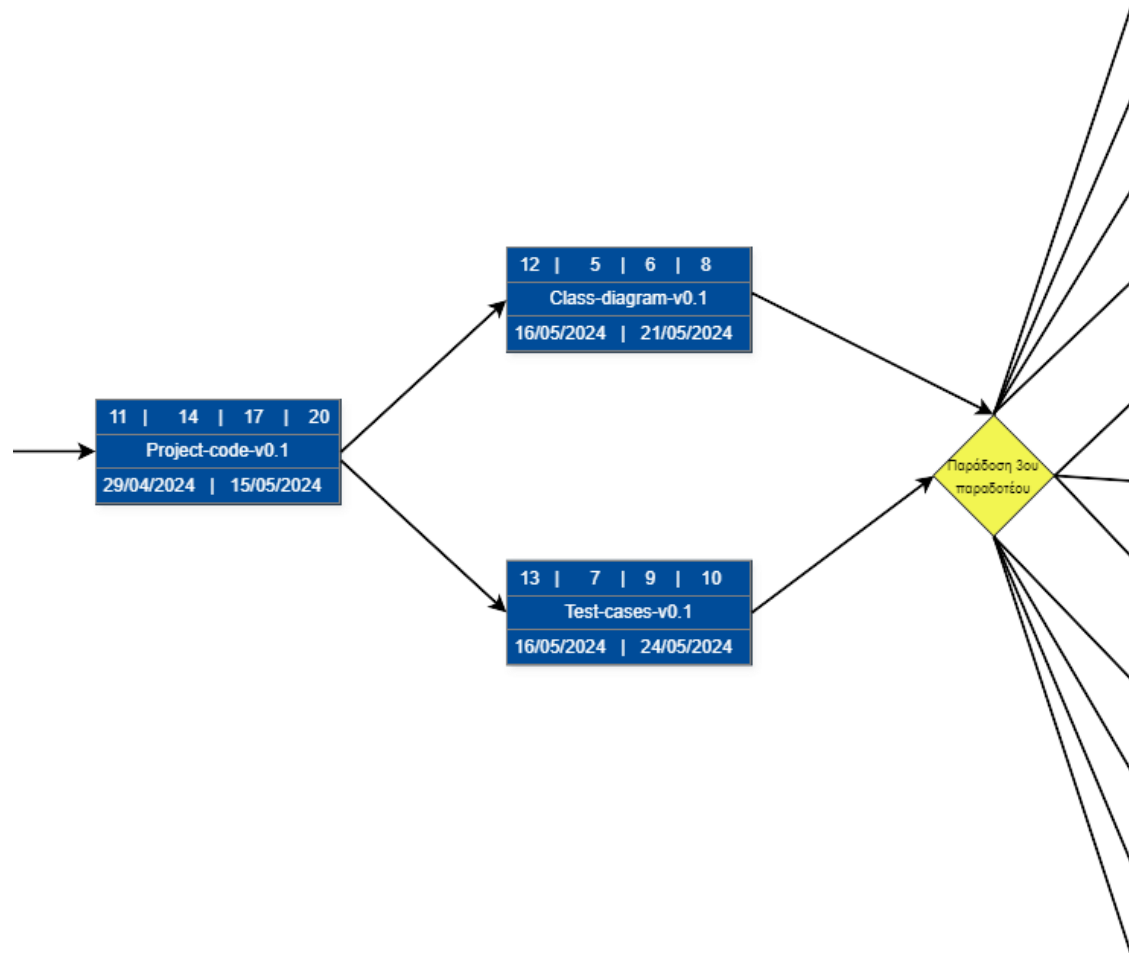 11 | 14 | 17 | 20
Project-code-v0.1
29/04/2024 | 15/05/2024
12 | 5 | 6 | 8
Class-diagram-v0.1
16/05/2024 | 21/05/2024
13 | 7 | 9 | 10
Test-cases-v0.1
16/05/2024 | 24/05/2024
Παράδοση 3ου
παραδοτέου